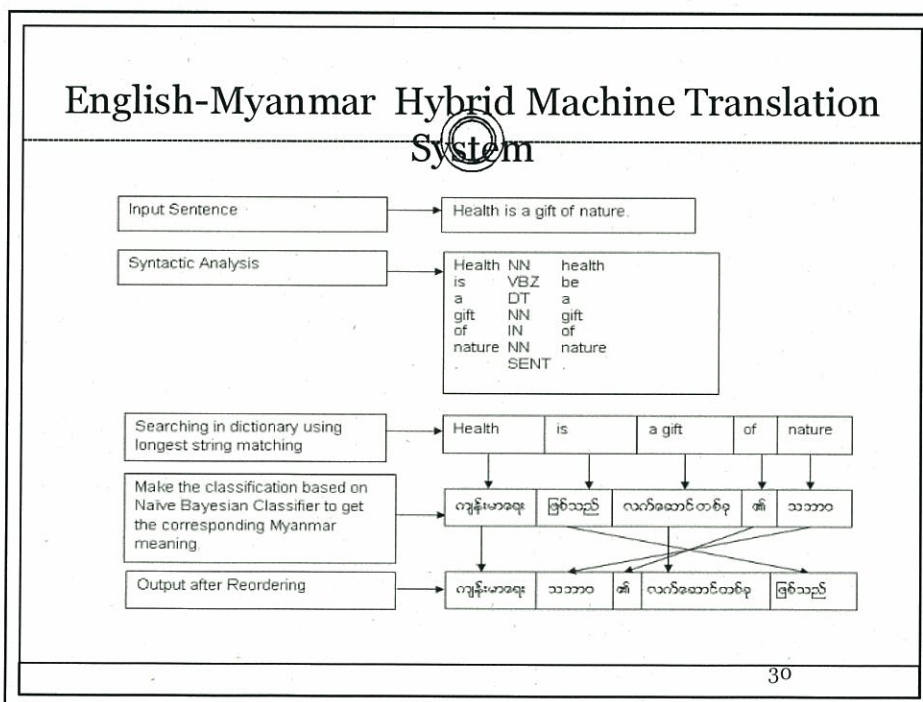 English-Myanmar Hybrid Machine Translation
System
Input Sentence
Health is a gift of nature.
Syntactic Analysis
Health NN health
is VBZ be
a DT a
gift NN gift
of IN of
nature NN nature
. SENT .
Searching in dictionary using
longest string matching
Health is a gift of nature
Make the classification based on
Naïve Bayesian Classifier to get
the corresponding Myanmar
meaning.
ကျန်းမာရေး ဖြစ်သည် လက်ဆောင်တစ်ခု ၏ သဘာဝ
Output after Reordering
ကျန်းမာရေး သဘာဝ ၏ လက်ဆောင်တစ်ခု ဖြစ်သည်
30